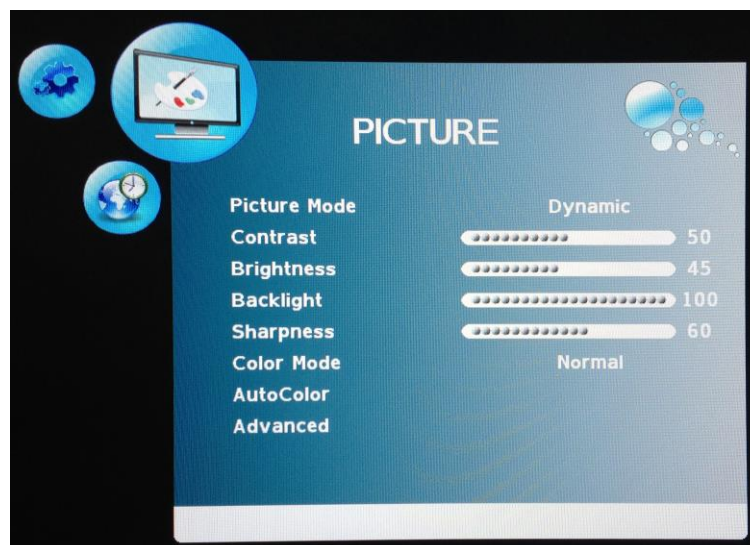 PICTURE
Picture Mode Dynamic
Contrast 50
Brightness 45
Backlight 100
Sharpness 60
Color Mode Normal
AutoColor
Advanced